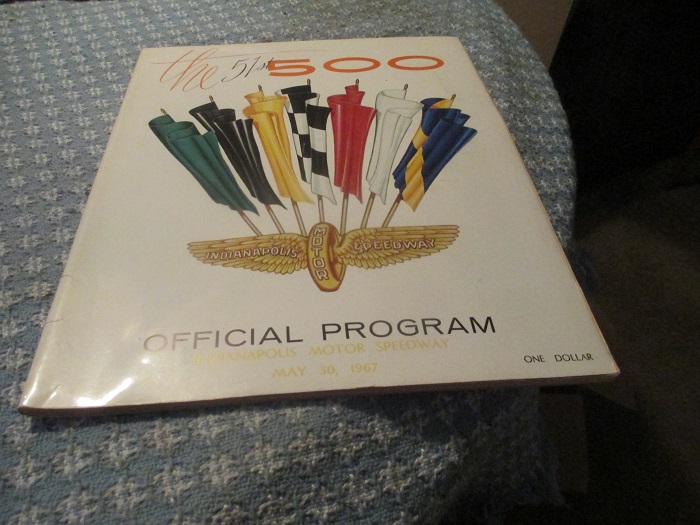 the 51st 500
INDIANAPOLIS MOTOR SPEEDWAY
OFFICIAL PROGRAM
INDIANAPOLIS MOTOR SPEEDWAY
MAY 30, 1967
ONE DOLLAR